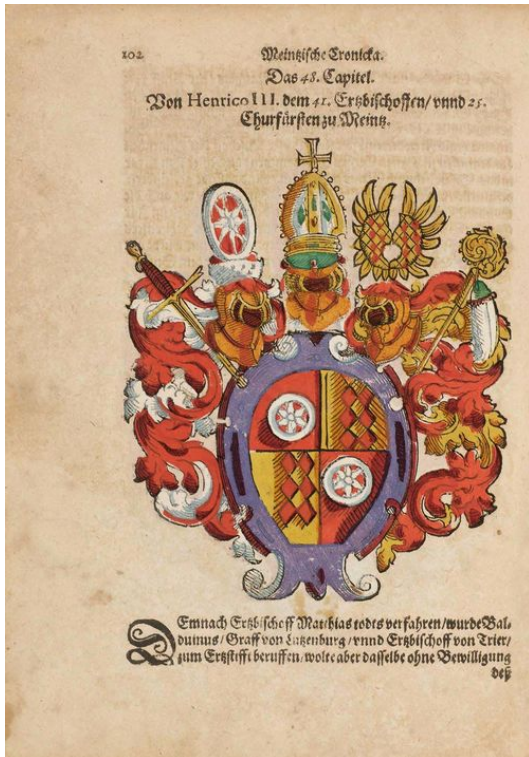 102
Meintzische Cronicka.
Das 48. Capitel.
Von Henrico III. dem 41. Ertzbischoffen/ vnnd 25.
Churfürsten zu Meintz.
DEmnach Ertzbischoff Mathias todts verfahren/ wurde Bal-
duinus/ Graff von Lützenburg/ vnnd Ertzbischoff von Trier/
zum Ertzstifft beruffen/ wolte aber dasselbe ohne Bewilligung
deß